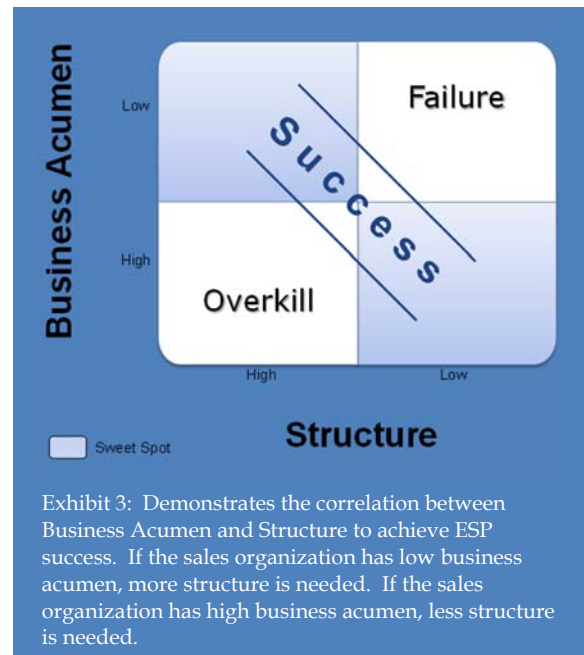 Business Acumen
Low
High
Failure
Success
Overkill
High
Low
Structure
Sweet Spot
Exhibit 3: Demonstrates the correlation between
Business Acumen and Structure to achieve ESP
success. If the sales organization has low business
acumen, more structure is needed. If the sales
organization has high business acumen, less structure
is needed.